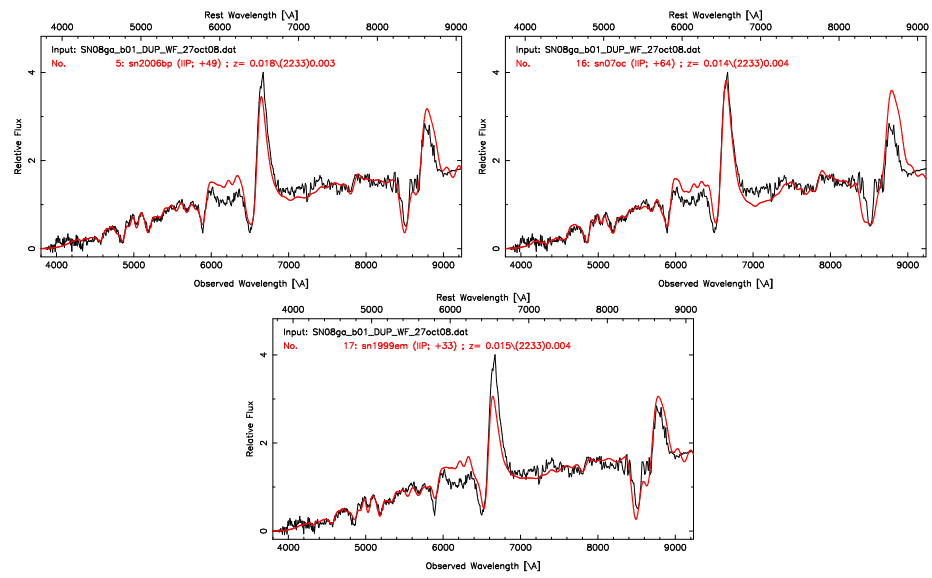 Rest Wavelength [\A]
4000 5000 6000 7000 8000 9000
Input: SN08ga_b01_DUP_WF_27oct08.dat
No. 5: sn2006bp (IIP; +49) ; z= 0.018\(2233)0.003
Relative Flux
4
2
0
4000 5000 6000 7000 8000 9000
Observed Wavelength [\A]
Rest Wavelength [\A]
4000 5000 6000 7000 8000 9000
Input: SN08ga_b01_DUP_WF_27oct08.dat
No. 16: sn07oc (IIP; +64) ; z= 0.014\(2233)0.004
Relative Flux
4
2
0
4000 5000 6000 7000 8000 9000
Observed Wavelength [\A]
Rest Wavelength [\A]
4000 5000 6000 7000 8000 9000
Input: SN08ga_b01_DUP_WF_27oct08.dat
No. 17: sn1999em (IIP; +33) ; z= 0.015\(2233)0.004
Relative Flux
4
2
0
4000 5000 6000 7000 8000 9000
Observed Wavelength [\A]